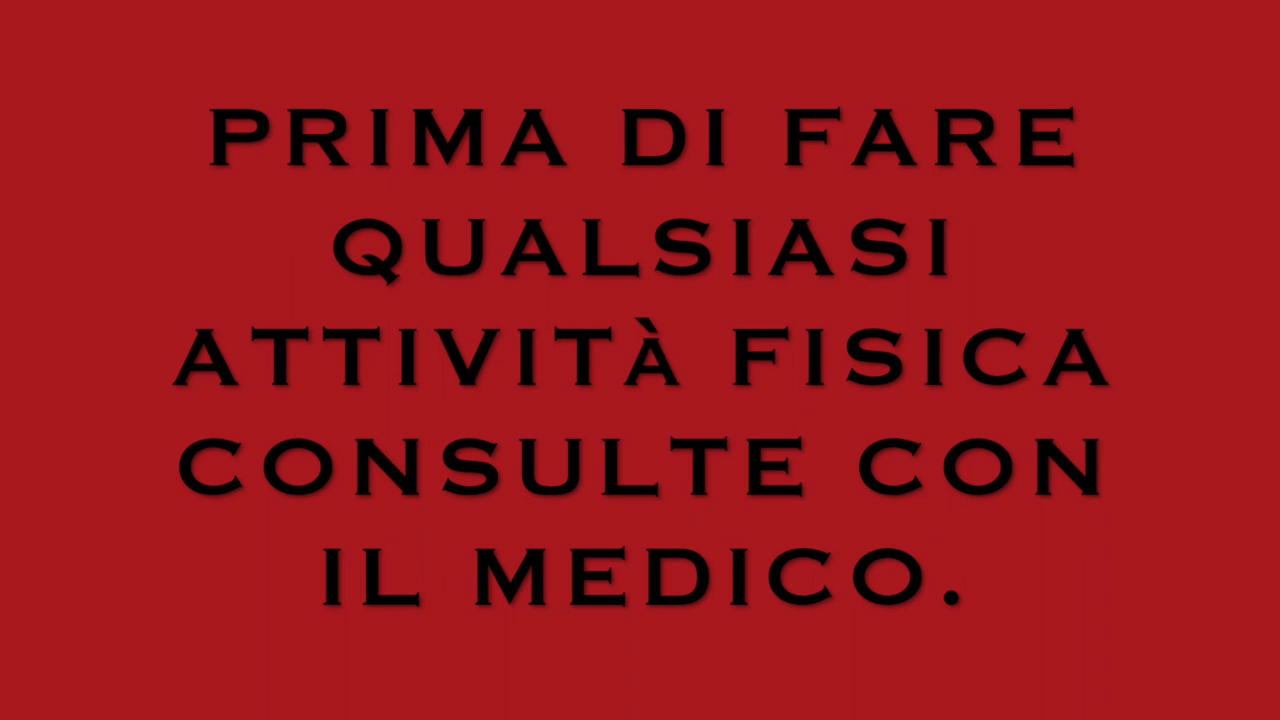 PRIMA DI FARE
QUALSIASI
ATTIVITÀ FISICA
CONSULTE CON
IL MEDICO.